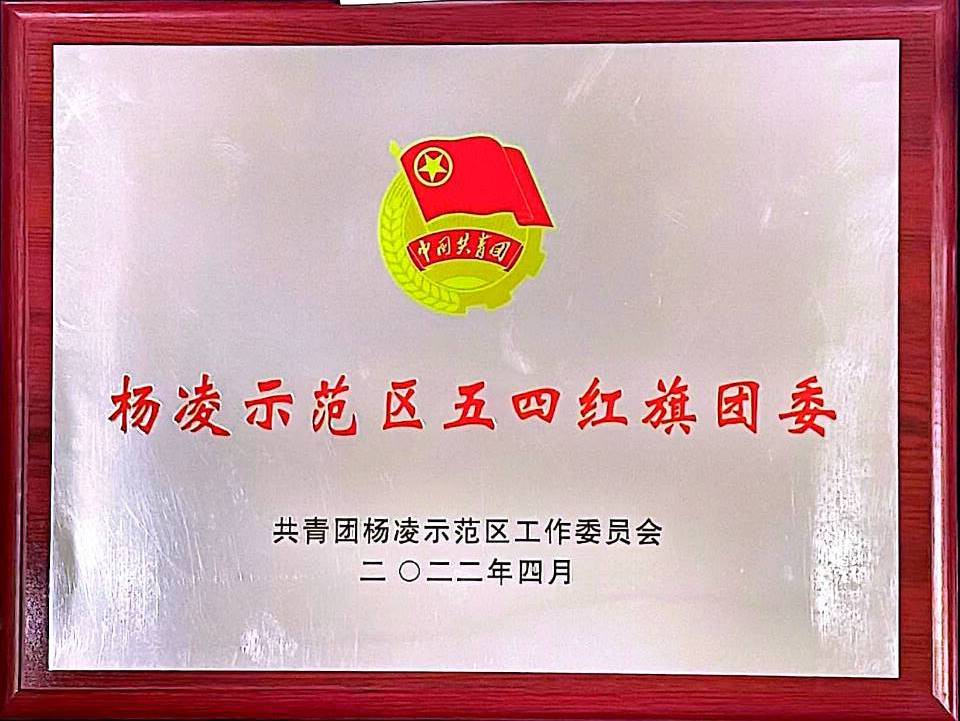 中国共青团
杨凌示范区五四红旗团委
共青团杨凌示范区工作委员会
二〇二二年四月